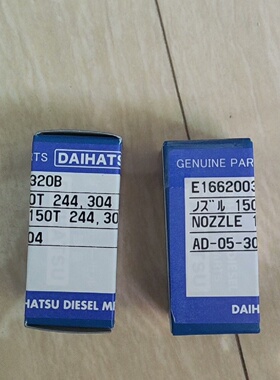 RTS DAIHATS
320B
0T 244,304
150T 244,30
04
HATSU DIESEL M
GENUINE PAR
E1662003
ノズル 150
NOZZLE 1
AD-05-30
DAIH